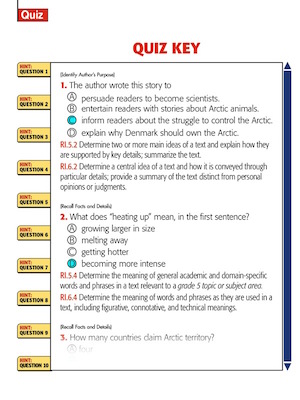 Quiz
QUIZ KEY
HINT:
QUESTION 1
(Identify Author's Purpose)
1. The author wrote this story to
A persuade readers to become scientists.
HINT:
QUESTION 2
B entertain readers with stories about Arctic animals.
inform readers about the struggle to control the Arctic.
HINT:
QUESTION 3
D explain why Denmark should own the Arctic.
RI.5.2 Determine two or more main ideas of a text and explain how they
are supported by key details; summarize the text.
HINT:
QUESTION 4
RI.6.2 Determine a central idea of a text and how it is conveyed through
particular details; provide a summary of the text distinct from personal
opinions or judgments.
HINT:
QUESTION 5
(Recall Facts and Details)
2. What does "heating up" mean, in the first sentence?
HINT:
QUESTION 6
A growing larger in size
B melting away
C getting hotter
HINT:
QUESTION 7
becoming more intense
RI.5.4 Determine the meaning of general academic and domain-specific
words and phrases in a text relevant to a grade 5 topic or subject area.
HINT:
QUESTION 8
RI.6.4 Determine the meaning of words and phrases as they are used in a
text, including figurative, connotative, and technical meanings.
HINT:
QUESTION 9
(Recall Facts and Details)
3. How many countries claim Arctic territory?
A four
HINT:
QUESTION 10